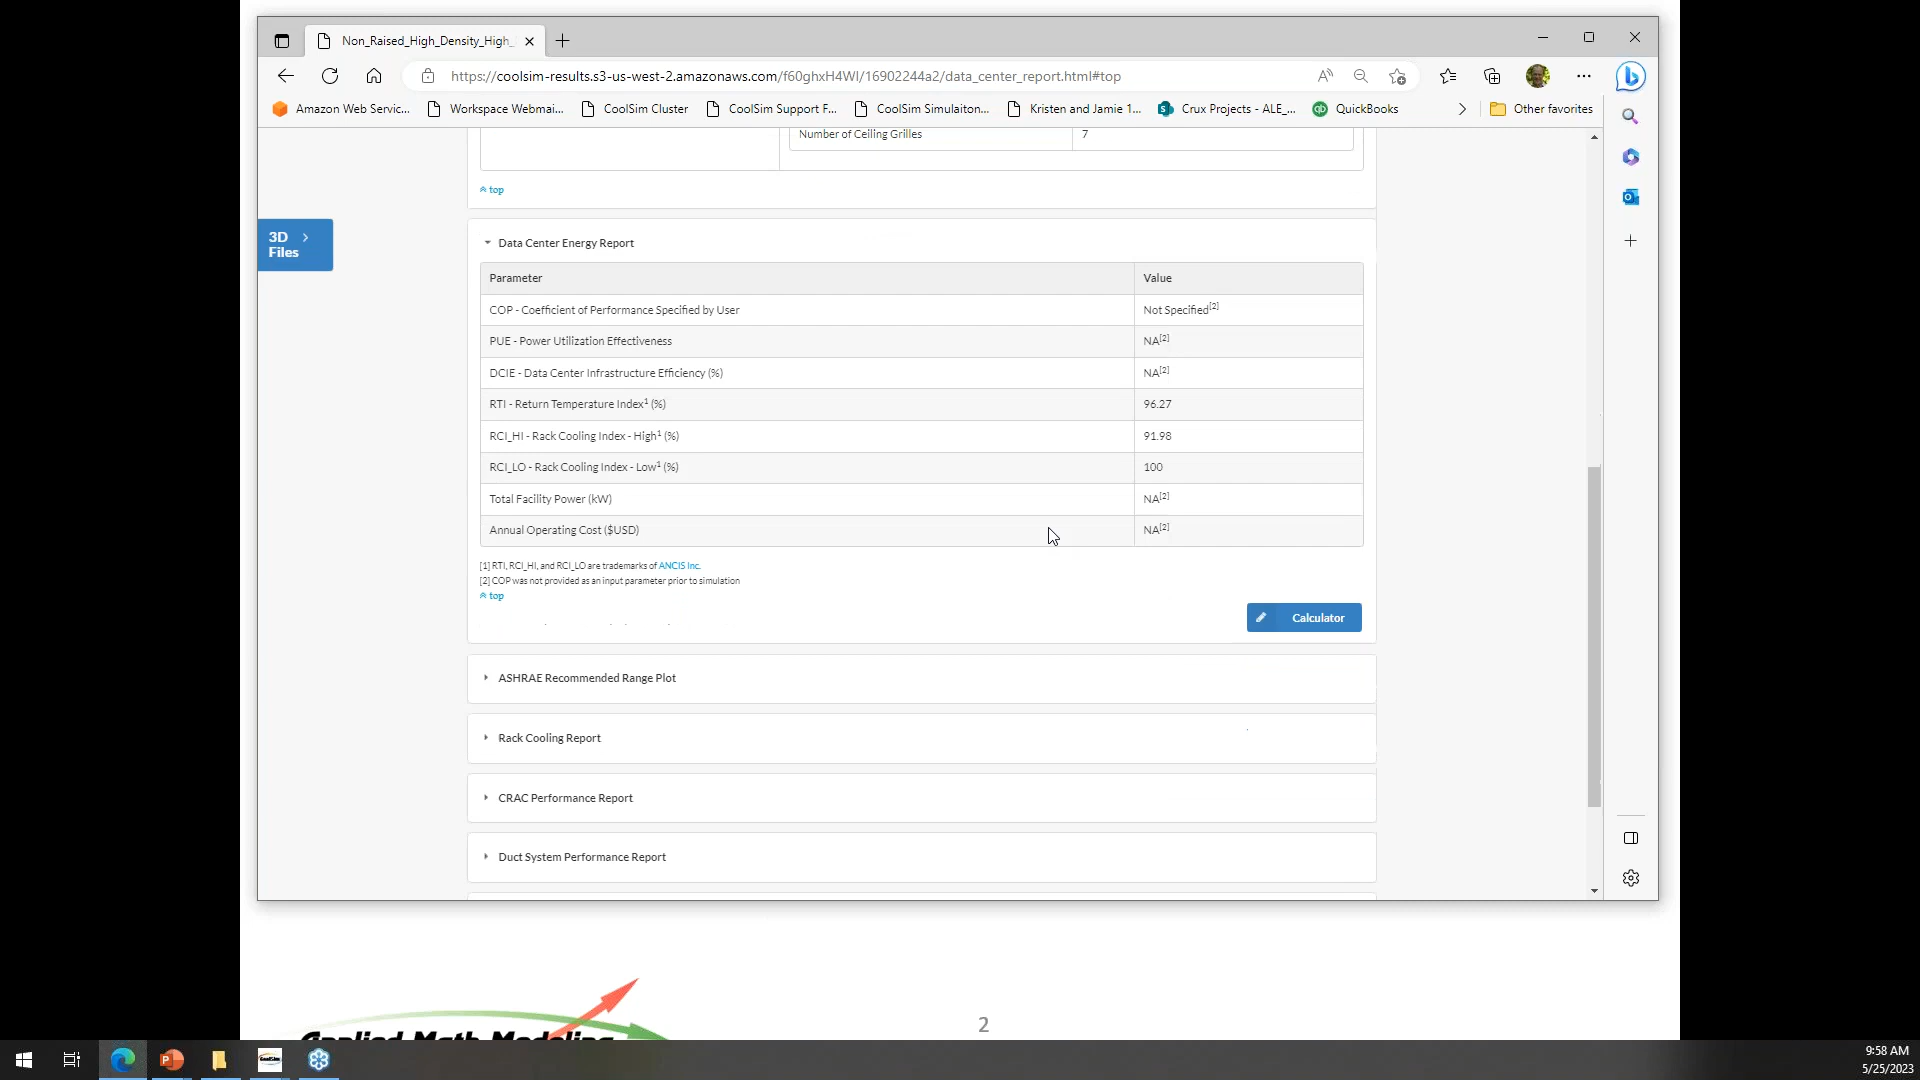 Non_Raised_High_Density_High_
https://coolsim-results.s3-us-west-2.amazonaws.com/f60ghxH4WI/16902244a2/data_center_report.html#top
Amazon Web Servic...
Workspace Webmai...
CoolSim Cluster
CoolSim Support F...
CoolSim Simulaiton...
Kristen and Jamie 1...
Crux Projects - ALE_...
QuickBooks
Other favorites
Number of Ceiling Grilles 7
top
3D
Files
Data Center Energy Report
Parameter Value
COP - Coefficient of Performance Specified by User Not Specified[2]
PUE - Power Utilization Effectiveness NA[2]
DCIE - Data Center Infrastructure Efficiency (%) NA[2]
RTI - Return Temperature Index1 (%) 96.27
RCI_HI - Rack Cooling Index - High1 (%) 91.98
RCI_LO - Rack Cooling Index - Low1 (%) 100
Total Facility Power (kW) NA[2]
Annual Operating Cost ($USD) NA[2]
[1] RTI, RCI_HI, and RCI_LO are trademarks of ANCIS Inc.
[2] COP was not provided as an input parameter prior to simulation
top
Calculator
ASHRAE Recommended Range Plot
Rack Cooling Report
CRAC Performance Report
Duct System Performance Report
Applied Math Modeling
2
CoolSim
9:58 AM
5/25/2023